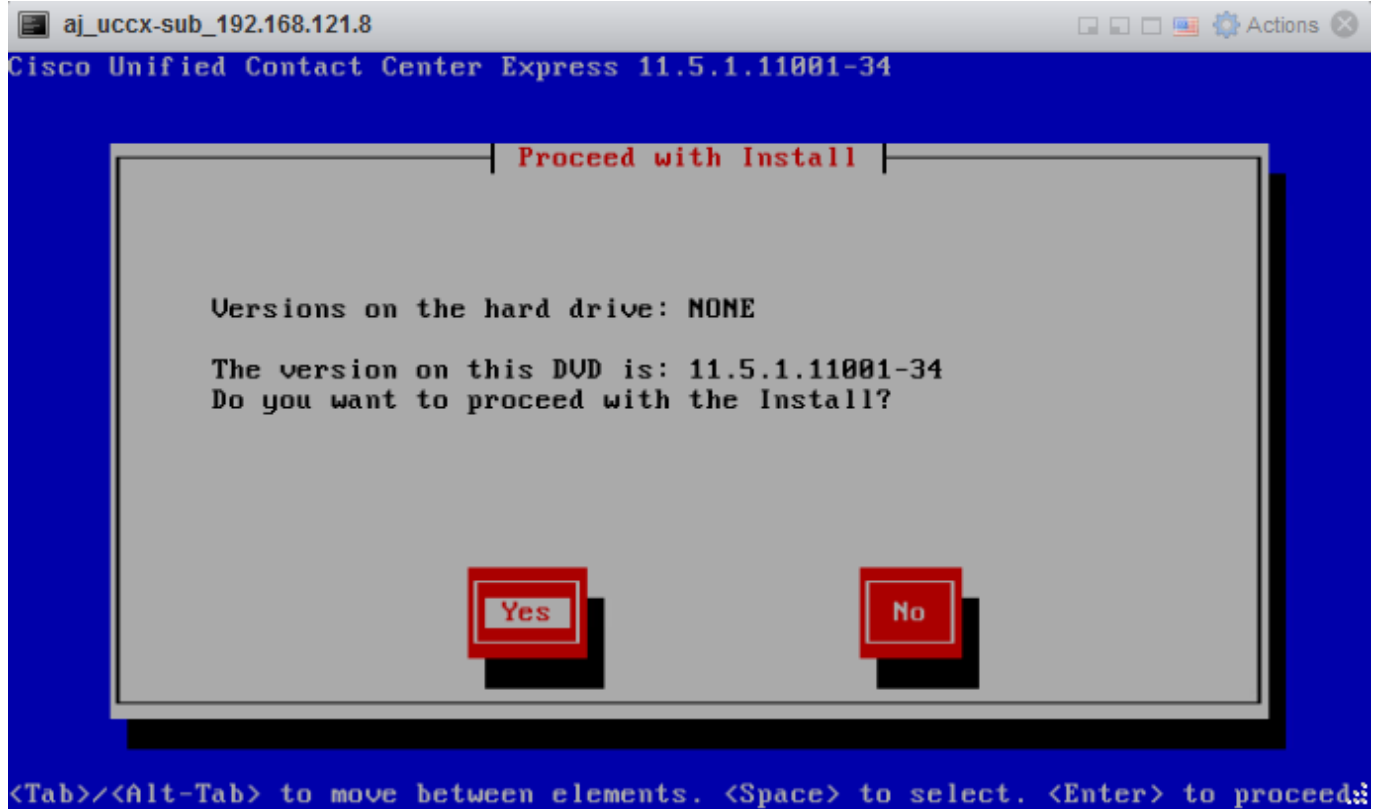 aj_uccx-sub_192.168.121.8
Actions
Cisco Unified Contact Center Express 11.5.1.11001-34
Proceed with Install
Versions on the hard drive: NONE
The version on this DVD is: 11.5.1.11001-34
Do you want to proceed with the Install?
Yes
No
<Tab>/<Alt-Tab> to move between elements. <Space> to select. <Enter> to proceed.